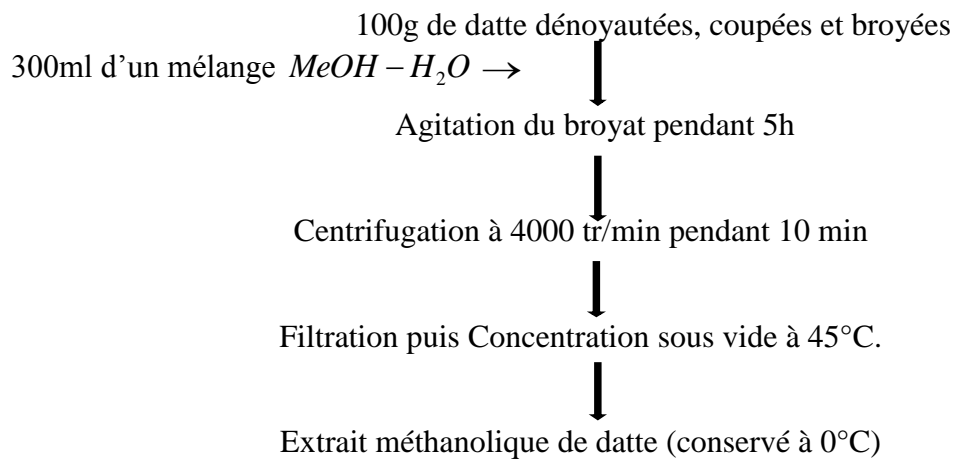 100g de datte dénoyautées, coupées et broyées
300ml d’un mélange MeOH – H₂O →
Agitation du broyat pendant 5h
Centrifugation à 4000 tr/min pendant 10 min
Filtration puis Concentration sous vide à 45°C.
Extrait méthanolique de datte (conservé à 0°C)